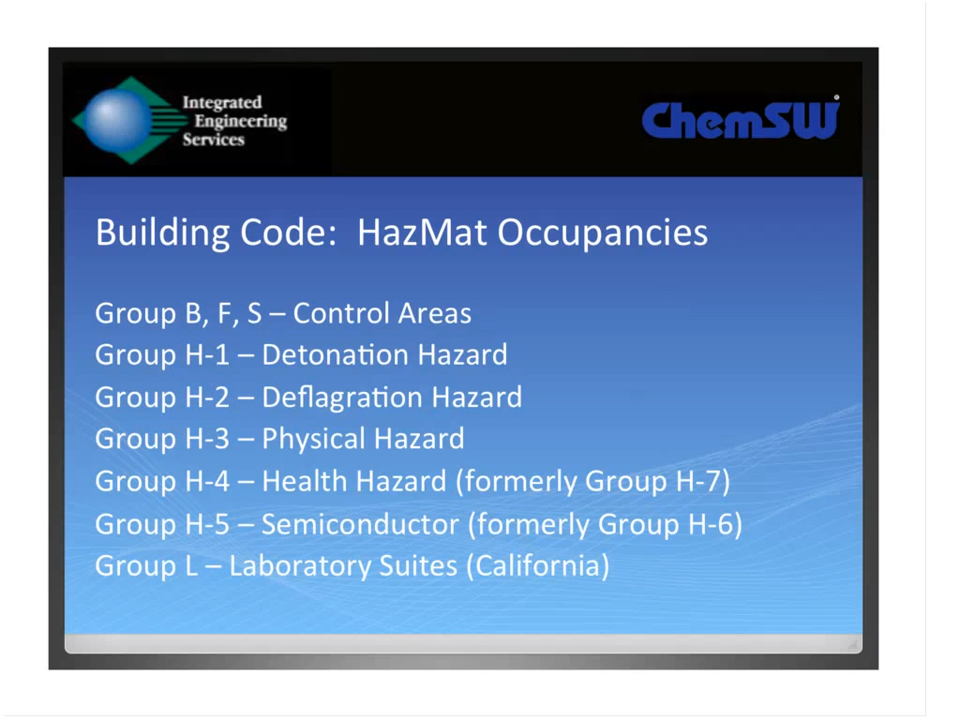 Integrated
Engineering
Services
ChemSW®
Building Code: HazMat Occupancies
Group B, F, S – Control Areas
Group H-1 – Detonation Hazard
Group H-2 – Deflagration Hazard
Group H-3 – Physical Hazard
Group H-4 – Health Hazard (formerly Group H-7)
Group H-5 – Semiconductor (formerly Group H-6)
Group L – Laboratory Suites (California)